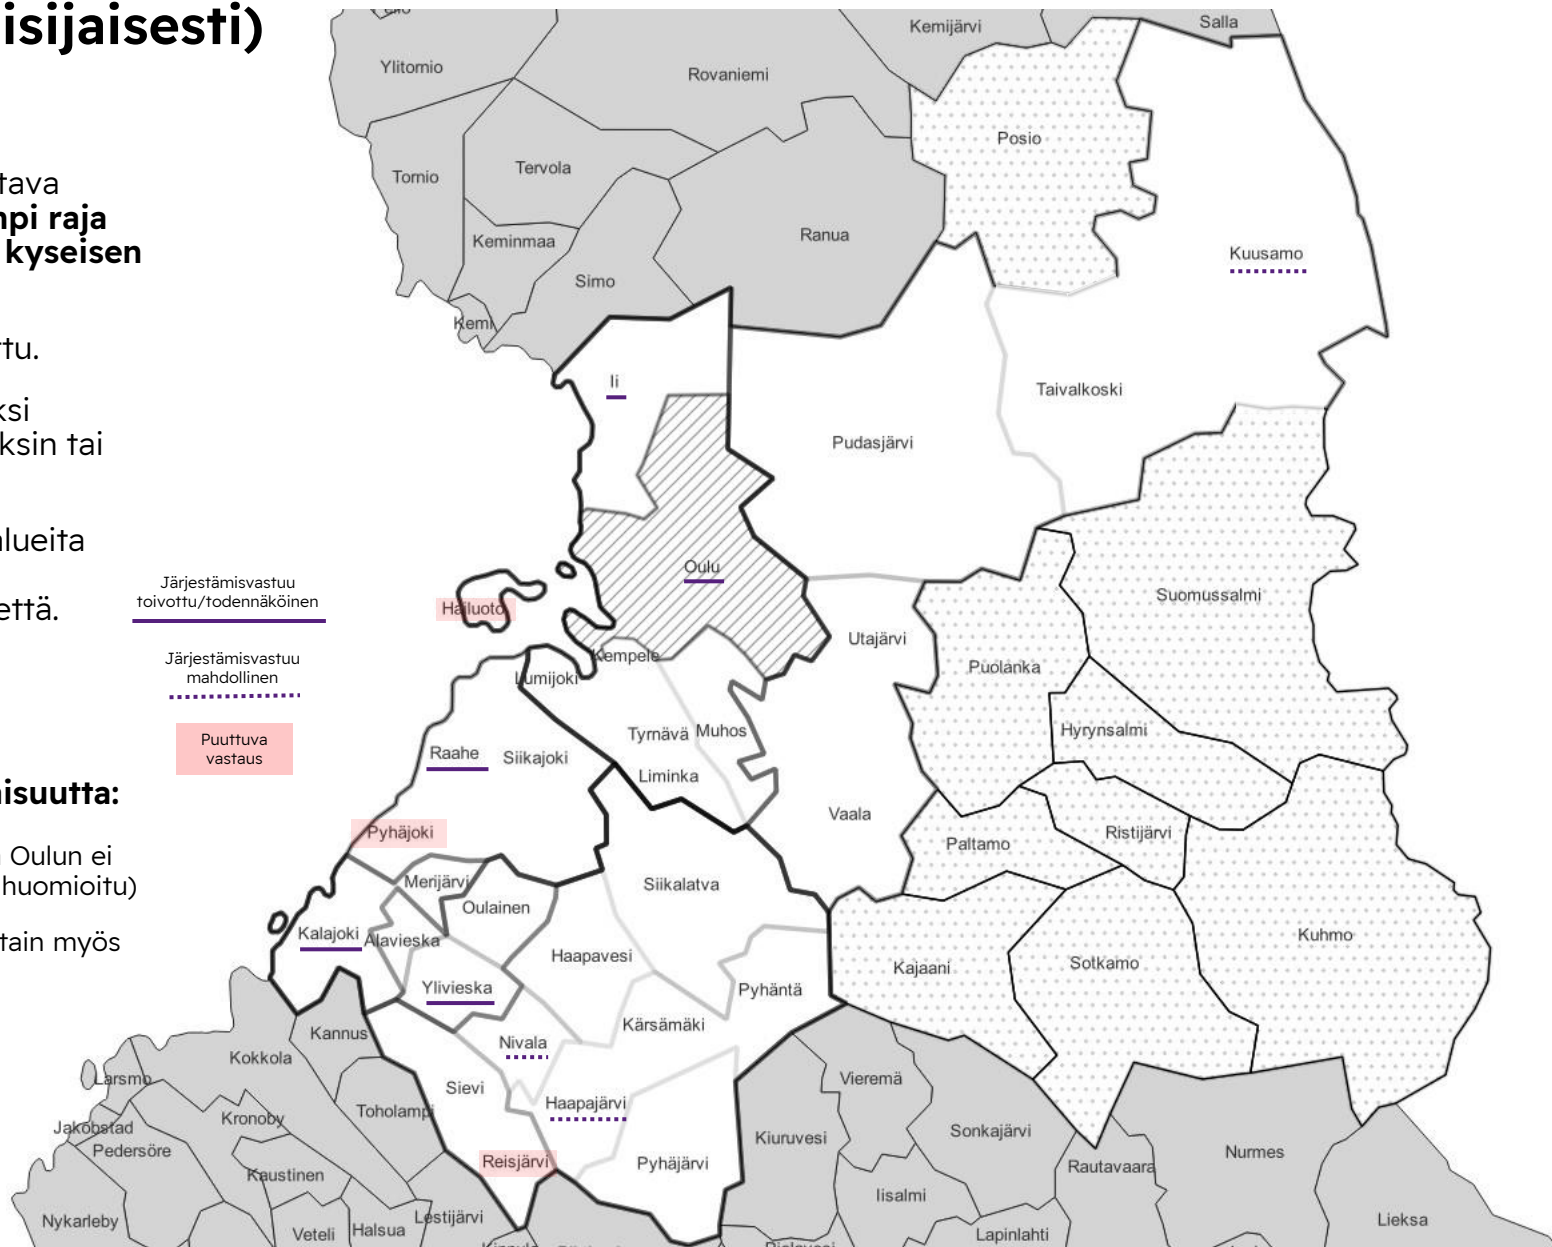 isijaisesti)
tava
npi raja
kyseisen
ttu.
ksi
ksin tai
alueita
että.
Järjestämisvastuu
toivottu/todennäköinen
Järjestämisvastuu
mahdollinen
Puuttuva
vastaus
aisuutta:
Oulun ei
huomioitu)
tain myös
Salla
Kemijärvi
Ylitornio
Rovaniemi
Posio
Tornio
Tervola
Ranua
Keminmaa
Kuusamo
Simo
Kemi
Ii
Taivalkoski
Pudasjärvi
Oulu
Suomussalmi
Hailuoto
Utajärvi
Kempele
Puolanka
Lumijoki
Tyrnävä
Muhos
Hyrynsalmi
Raahe
Siikajoki
Liminka
Vaala
Pyhäjoki
Ristijärvi
Paltamo
Merijärvi
Siikalatva
Oulainen
Kalajoki
Alavieska
Kuhmo
Haapavesi
Sotkamo
Kajaani
Ylivieska
Pyhäntä
Kärsämäki
Kannus
Nivala
Kokkola
Larsmo
Vieremä
Sievi
Haapajärvi
Toholampi
Kronoby
Jakobstad
Pedersöre
Kiuruvesi
Sonkajärvi
Nurmes
Reisjärvi
Pyhäjärvi
Rautavaara
Kaustinen
Iisalmi
Nykarleby
Lestijärvi
Lieksa
Veteli
Halsua
Lapinlahti